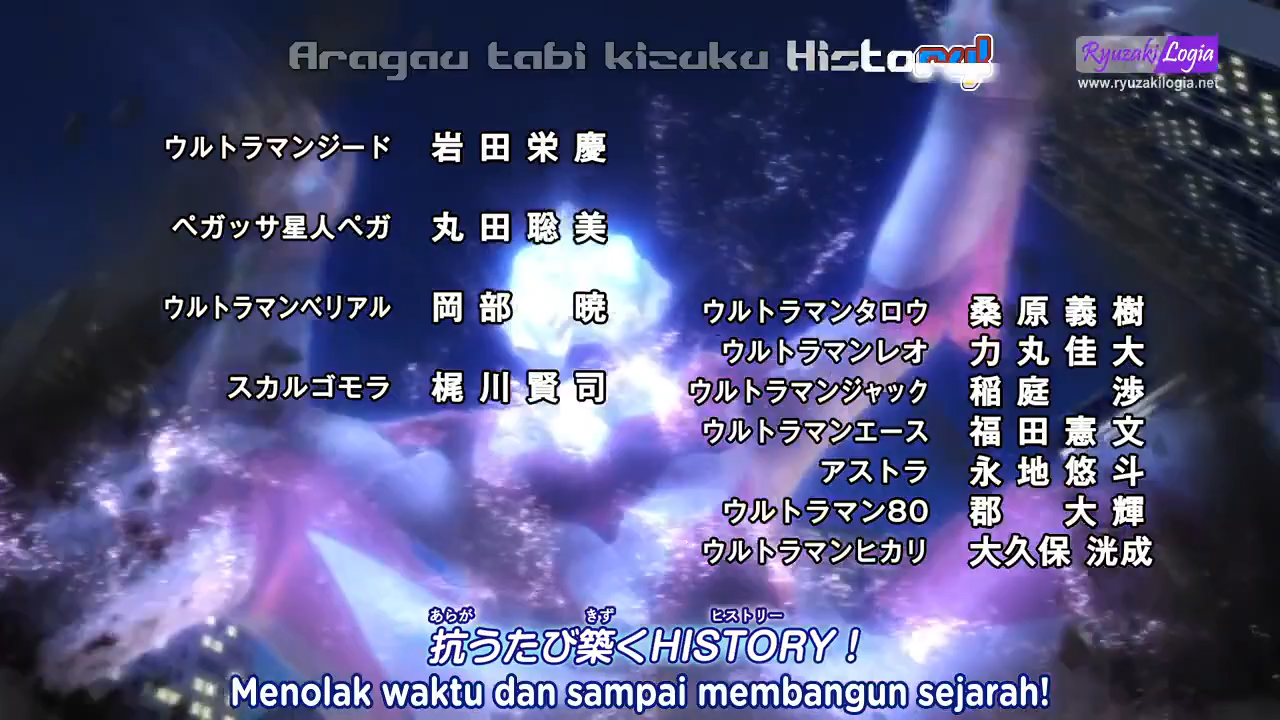 Aragau tabi kizuku History!
Ryuzaki Logia
www.ryuzakilogia.net
ウルトラマンジード 岩田栄慶
ペガッサ星人ペガ 丸田聡美
ウルトラマンベリアル 岡部 暁
スカルゴモラ 梶川賢司
ウルトラマンタロウ 桑原義樹
ウルトラマンレオ 力丸佳大
ウルトラマンジャック 稲庭 渉
ウルトラマンエース 福田憲文
アストラ 永地悠斗
ウルトラマン80 郡 大輝
ウルトラマンヒカリ 大久保 洸成
あらが きず ヒストリー
抗うたび築くHISTORY！
Menolak waktu dan sampai membangun sejarah!